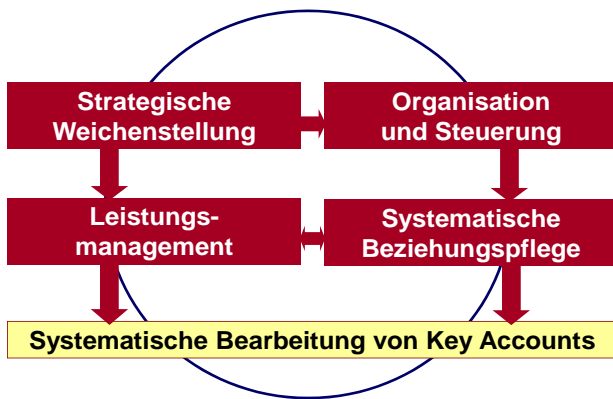 Strategische
Weichenstellung
Organisation
und Steuerung
Leistungs-
management
Systematische
Beziehungspflege
Systematische Bearbeitung von Key Accounts